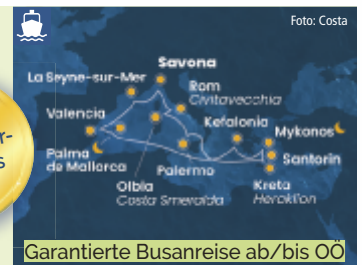 Foto: Costa
Savona
La Seyne-sur-Mer
Rom
Civitavecchia
Valencia
Kefalonia
Mykonos
Palma
de Mallorca
Santorin
Olbia
Costa Smeralda
Palermo
Kreta
Heraklion
Garantierte Busanreise ab/bis OÖ